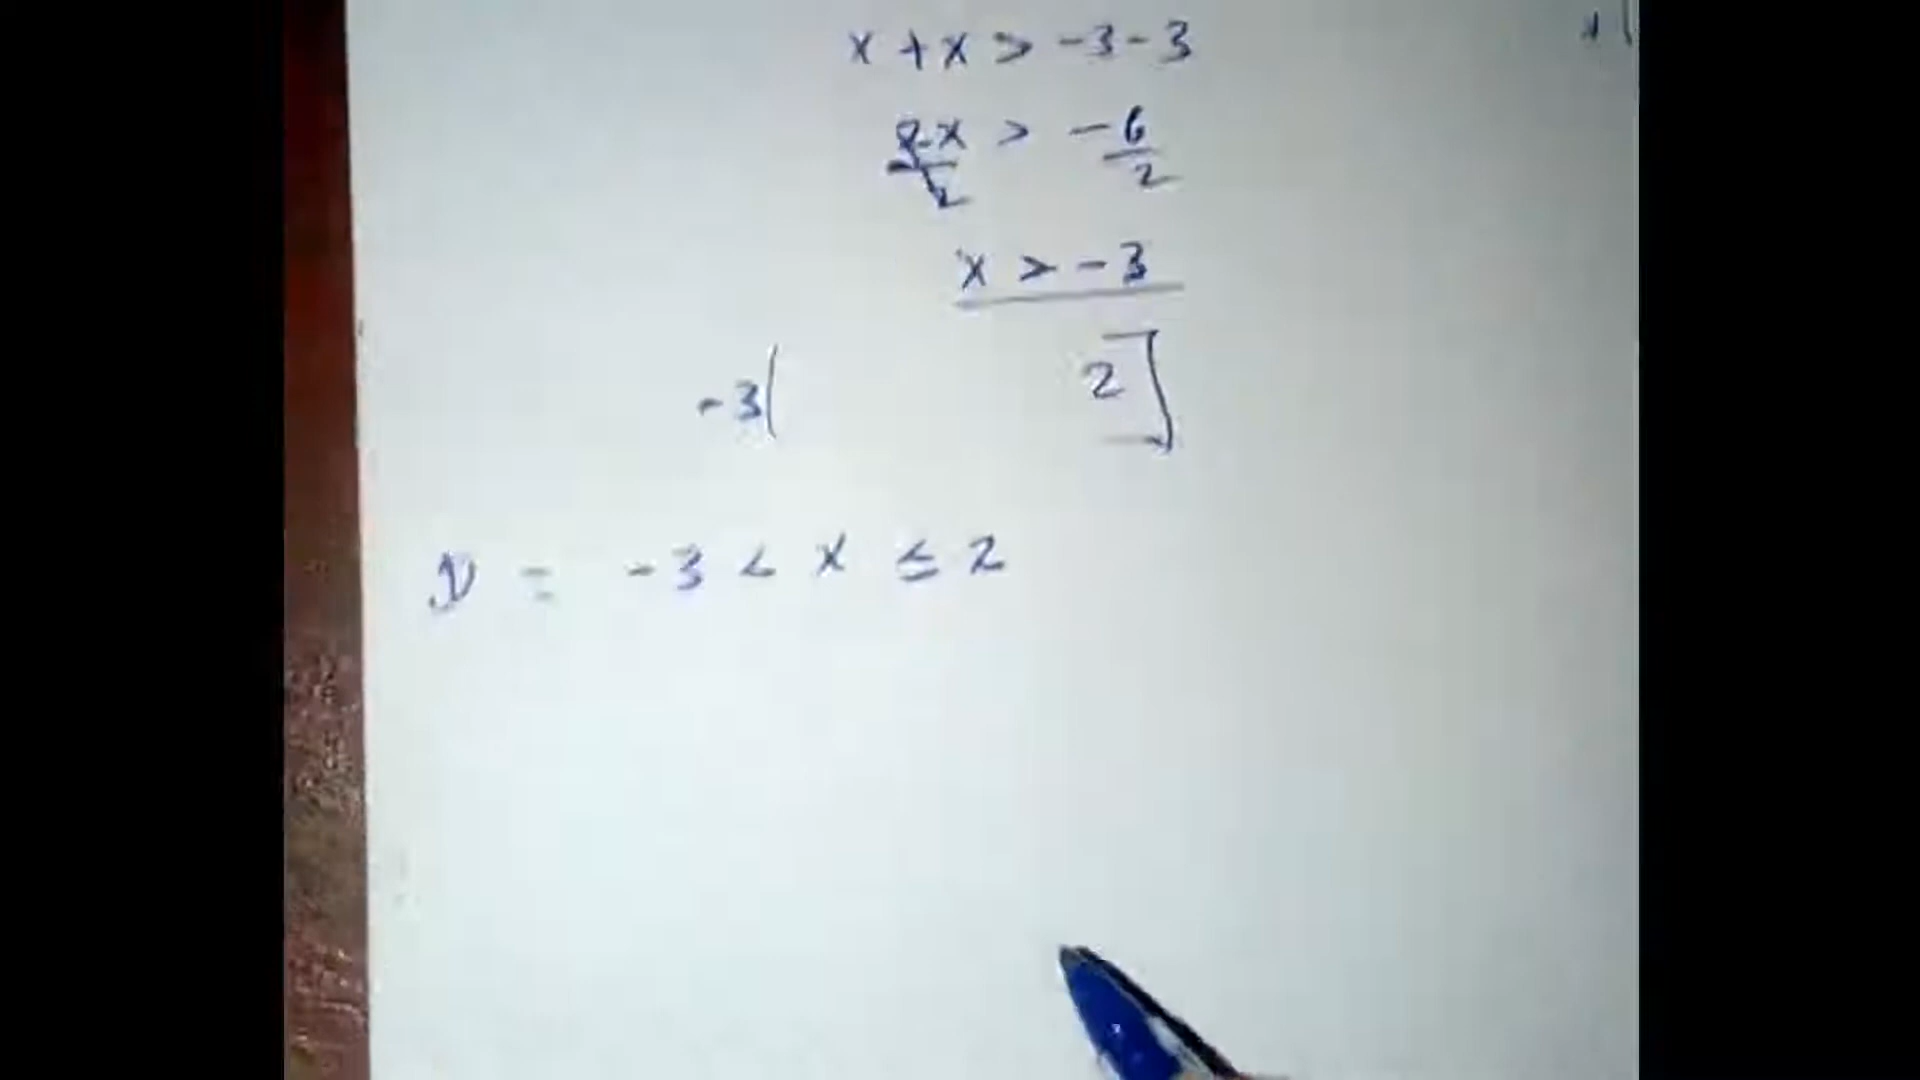 x + x > -3 - 3
2x/2 > -6/2
x > -3
-3( 2]
= -3 < x ≤ 2